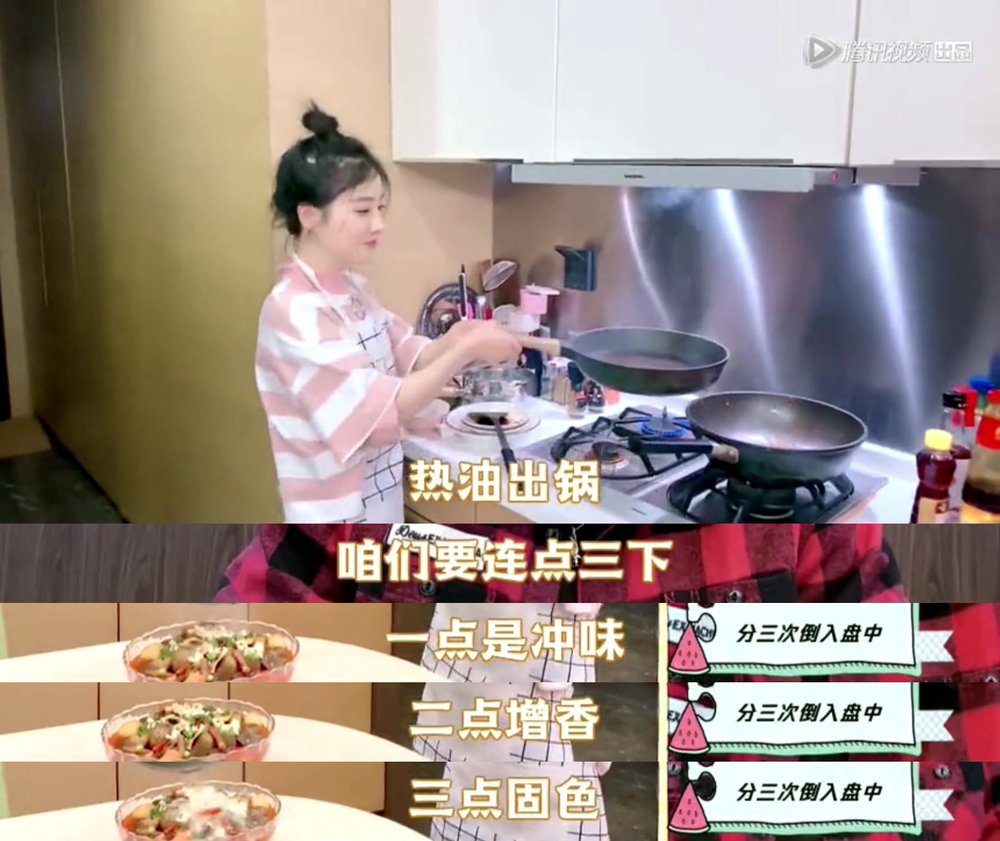 腾讯视频 出品
热油出锅
咱们要连点三下
一点是冲味
分三次倒入盘中
二点增香
分三次倒入盘中
三点固色
分三次倒入盘中